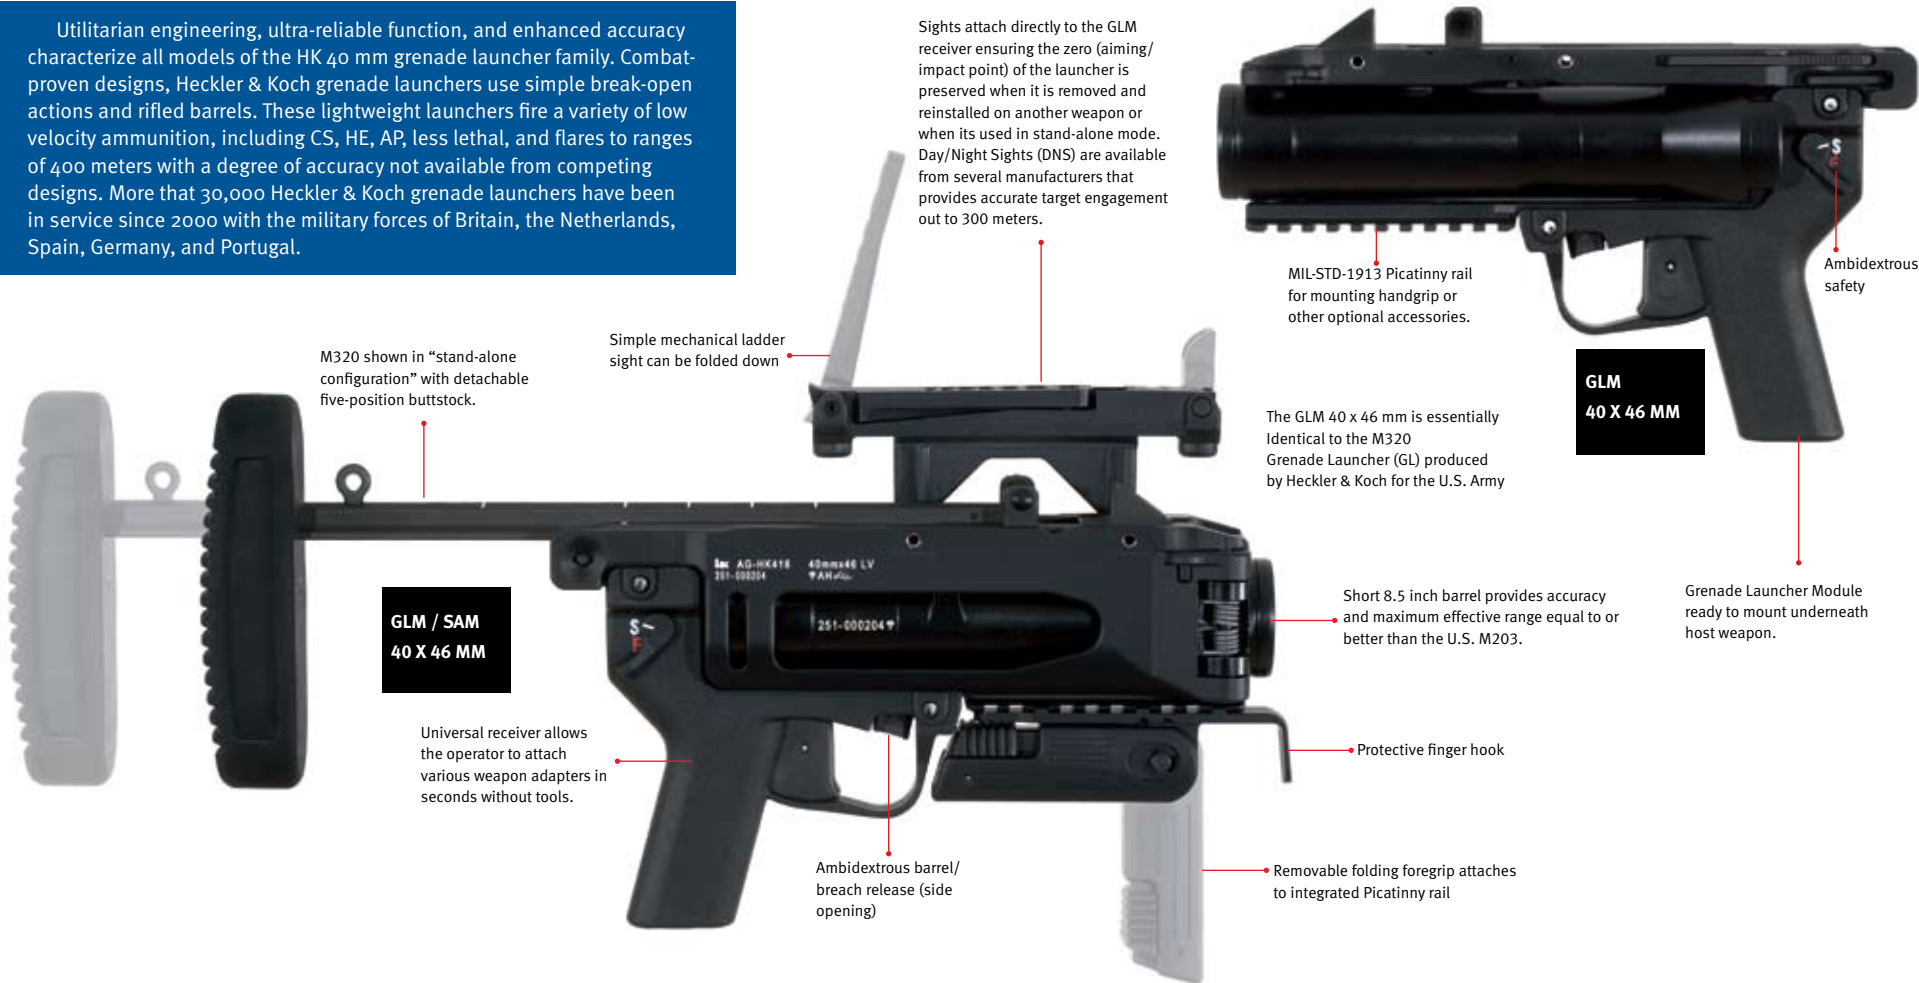 Utilitarian engineering, ultra-reliable function, and enhanced accuracy
characterize all models of the HK 40 mm grenade launcher family. Combat-
proven designs, Heckler & Koch grenade launchers use simple break-open
actions and rifled barrels. These lightweight launchers fire a variety of low
velocity ammunition, including CS, HE, AP, less lethal, and flares to ranges
of 400 meters with a degree of accuracy not available from competing
designs. More that 30,000 Heckler & Koch grenade launchers have been
in service since 2000 with the military forces of Britain, the Netherlands,
Spain, Germany, and Portugal.
Sights attach directly to the GLM
receiver ensuring the zero (aiming/
impact point) of the launcher is
preserved when it is removed and
reinstalled on another weapon or
when its used in stand-alone mode.
Day/Night Sights (DNS) are available
from several manufacturers that
provides accurate target engagement
out to 300 meters.
S
F
Ambidextrous
safety
MIL-STD-1913 Picatinny rail
for mounting handgrip or
other optional accessories.
Simple mechanical ladder
sight can be folded down
M320 shown in “stand-alone
configuration” with detachable
five-position buttstock.
GLM
40 X 46 MM
The GLM 40 x 46 mm is essentially
Identical to the M320
Grenade Launcher (GL) produced
by Heckler & Koch for the U.S. Army
Grenade Launcher Module
ready to mount underneath
host weapon.
Short 8.5 inch barrel provides accuracy
and maximum effective range equal to or
better than the U.S. M203.
GLM / SAM
40 X 46 MM
AG-HK416 40mmx46 LV
251-000204
251-000204
S
F
Universal receiver allows
the operator to attach
various weapon adapters in
seconds without tools.
Protective finger hook
Ambidextrous barrel/
breach release (side
opening)
Removable folding foregrip attaches
to integrated Picatinny rail